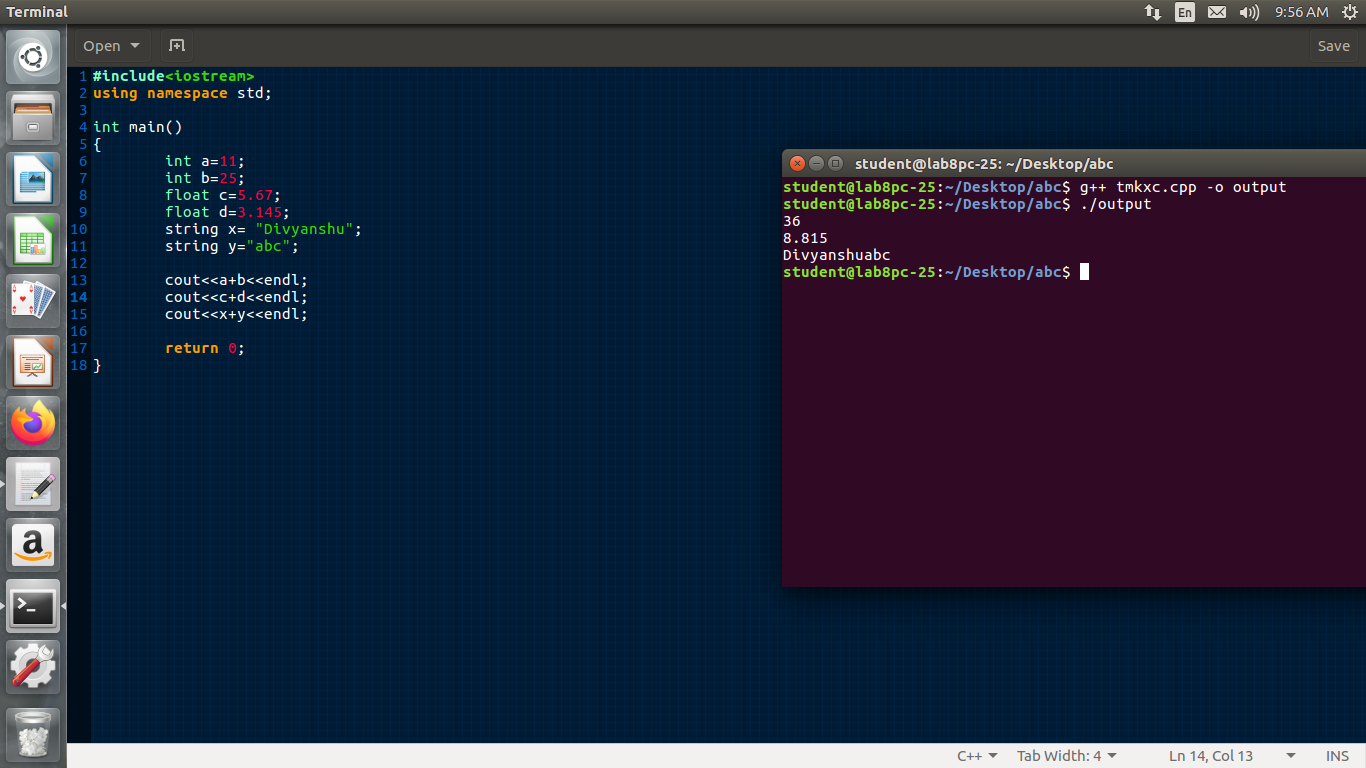 Terminal
En
9:56 AM
Open
Save
1 #include<iostream>
2 using namespace std;
3
4 int main()
5 {
6         int a=11;
7         int b=25;
8         float c=5.67;
9         float d=3.145;
10         string x= "Divyanshu";
11         string y="abc";
12
13         cout<<a+b<<endl;
14         cout<<c+d<<endl;
15         cout<<x+y<<endl;
16
17         return 0;
18 }
student@lab8pc-25: ~/Desktop/abc
student@lab8pc-25:~/Desktop/abc$ g++ tmkxc.cpp -o output
student@lab8pc-25:~/Desktop/abc$ ./output
36
8.815
Divyanshuabc
student@lab8pc-25:~/Desktop/abc$
a
>_
C++
Tab Width: 4
Ln 14, Col 13
INS